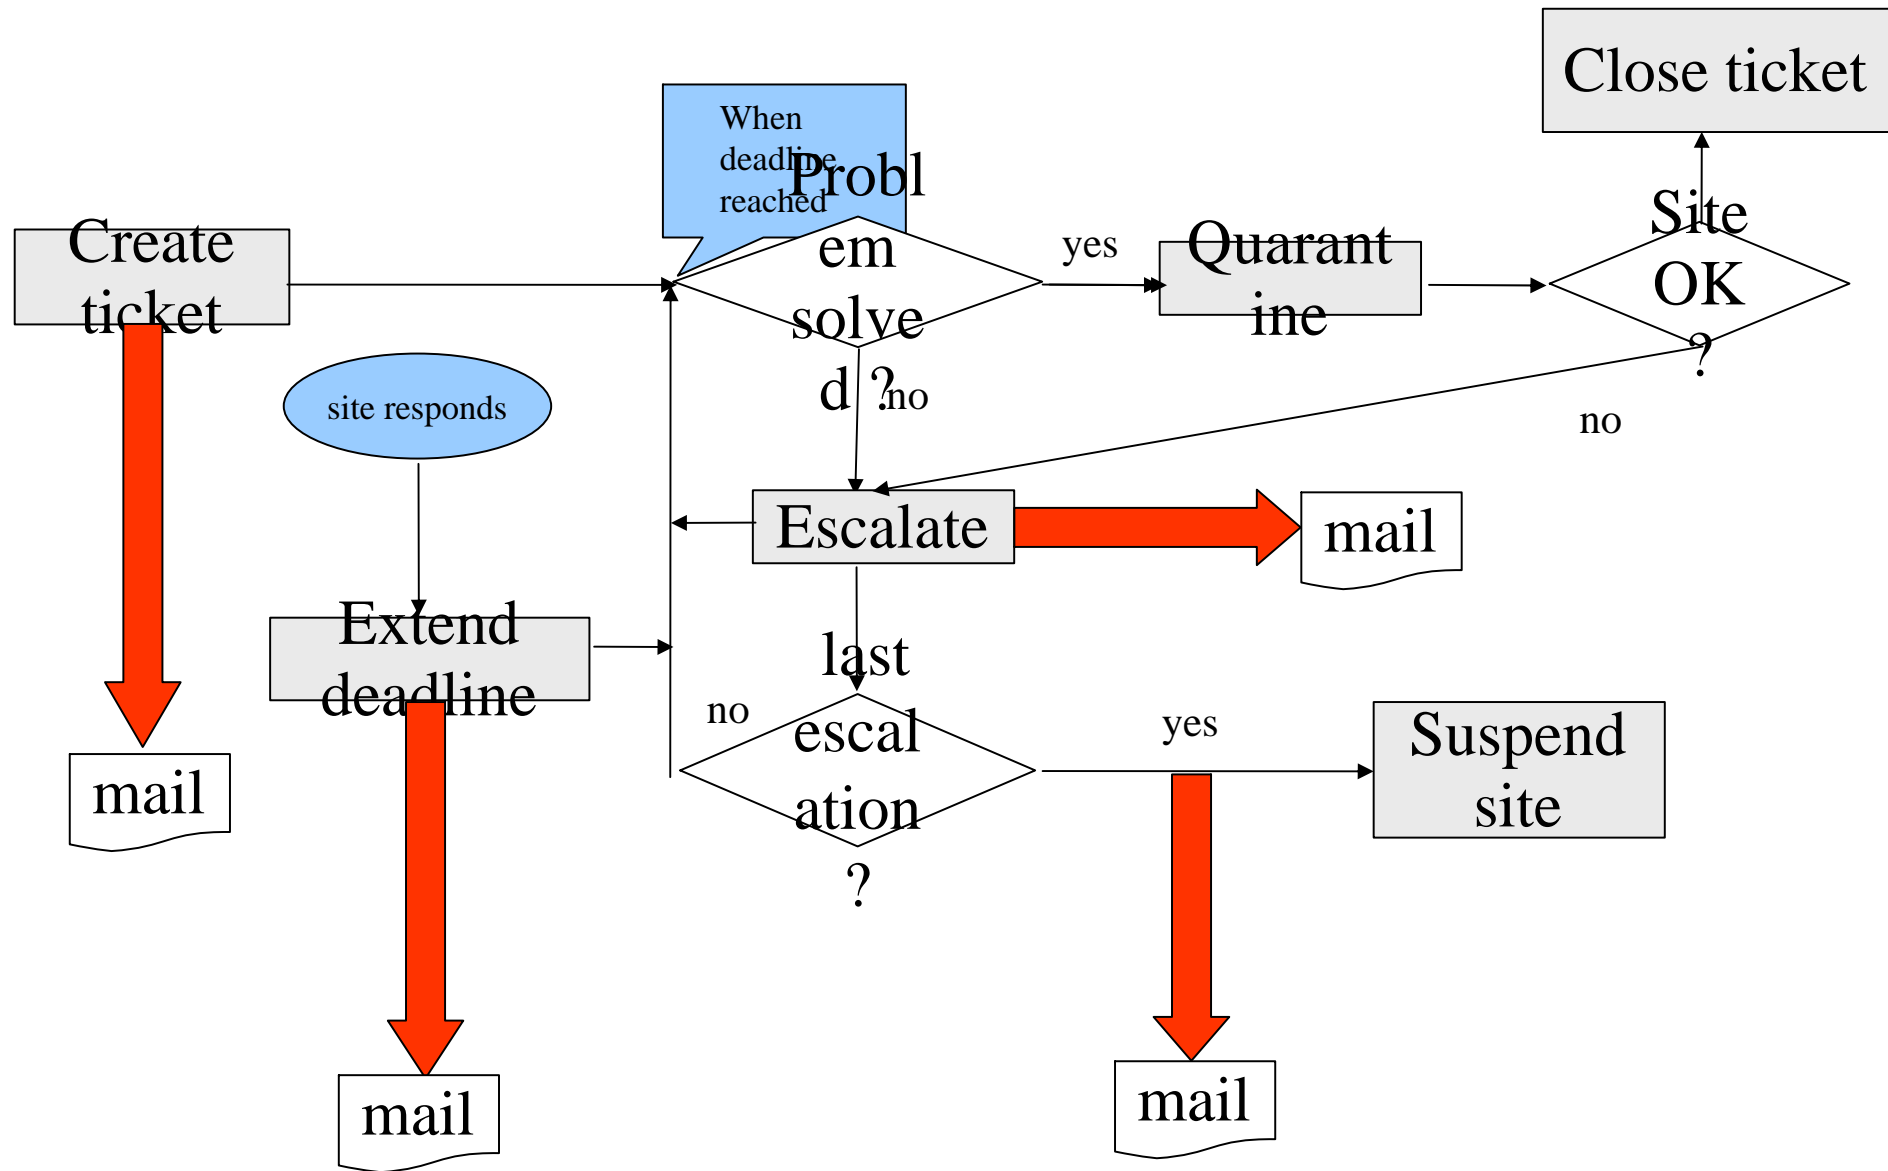 Close ticket
When
deadline
reached
Probl
em
solve
d ?
Create
ticket
yes
Quarant
ine
Site
OK
?
site responds
no
no
Escalate
mail
Extend
deadline
last
escal
ation
?
no
yes
Suspend
site
mail
mail
mail